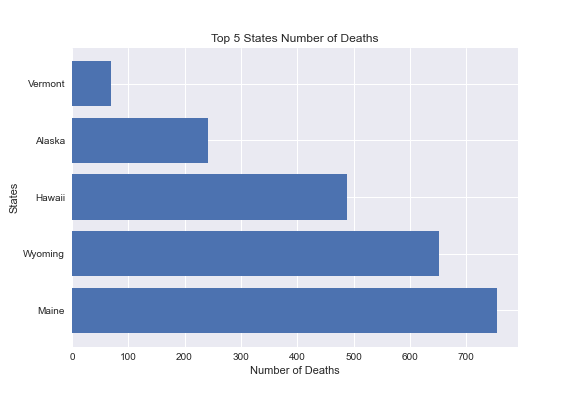 Top 5 States Number of Deaths
States
Vermont
Alaska
Hawaii
Wyoming
Maine
0 100 200 300 400 500 600 700
Number of Deaths